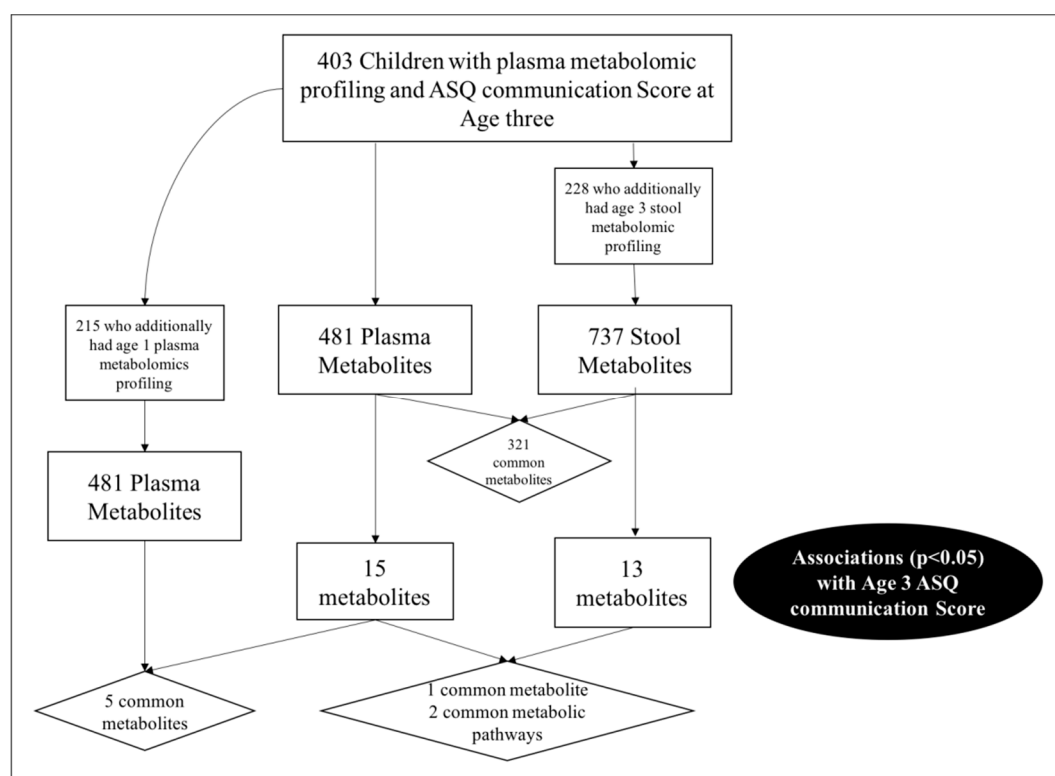 403 Children with plasma metabolomic
profiling and ASQ communication Score at
Age three
228 who additionally
had age 3 stool
metabolomic
profiling
215 who additionally
had age 1 plasma
metabolomics
profiling
481 Plasma
Metabolites
737 Stool
Metabolites
321
common
metabolites
481 Plasma
Metabolites
15
metabolites
13
metabolites
Associations (p<0.05)
with Age 3 ASQ
communication Score
5 common
metabolites
1 common metabolite
2 common metabolic
pathways